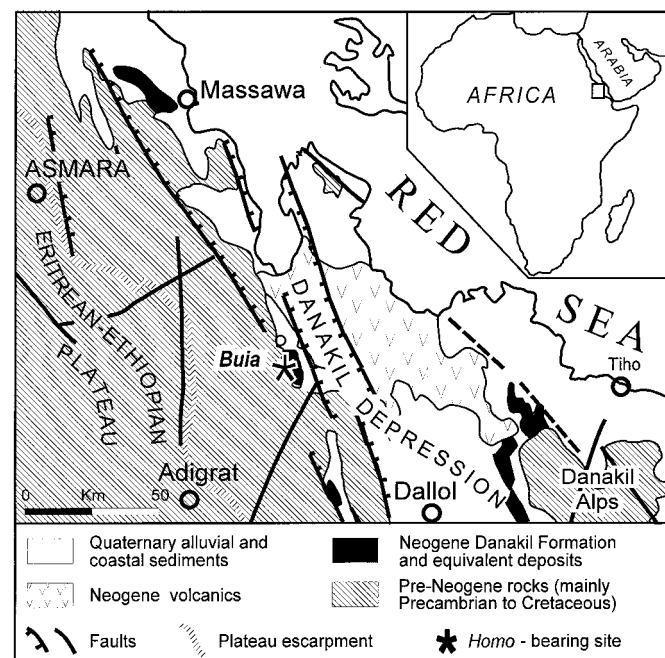 AFRICA
ARABIA
Massawa
ASMARA
RED
SEA
ERITREAN-ETHIOPIAN
PLATEAU
DANAKIL
DEPRESSION
Buia
Tiho
Adigrat
Dallol
Danakil
Alps
0 Km 50
Quaternary alluvial and
coastal sediments
Neogene Danakil Formation
and equivalent deposits
Neogene volcanics
Pre-Neogene rocks (mainly
Precambrian to Cretaceous)
Faults
Plateau escarpment
Homo - bearing site